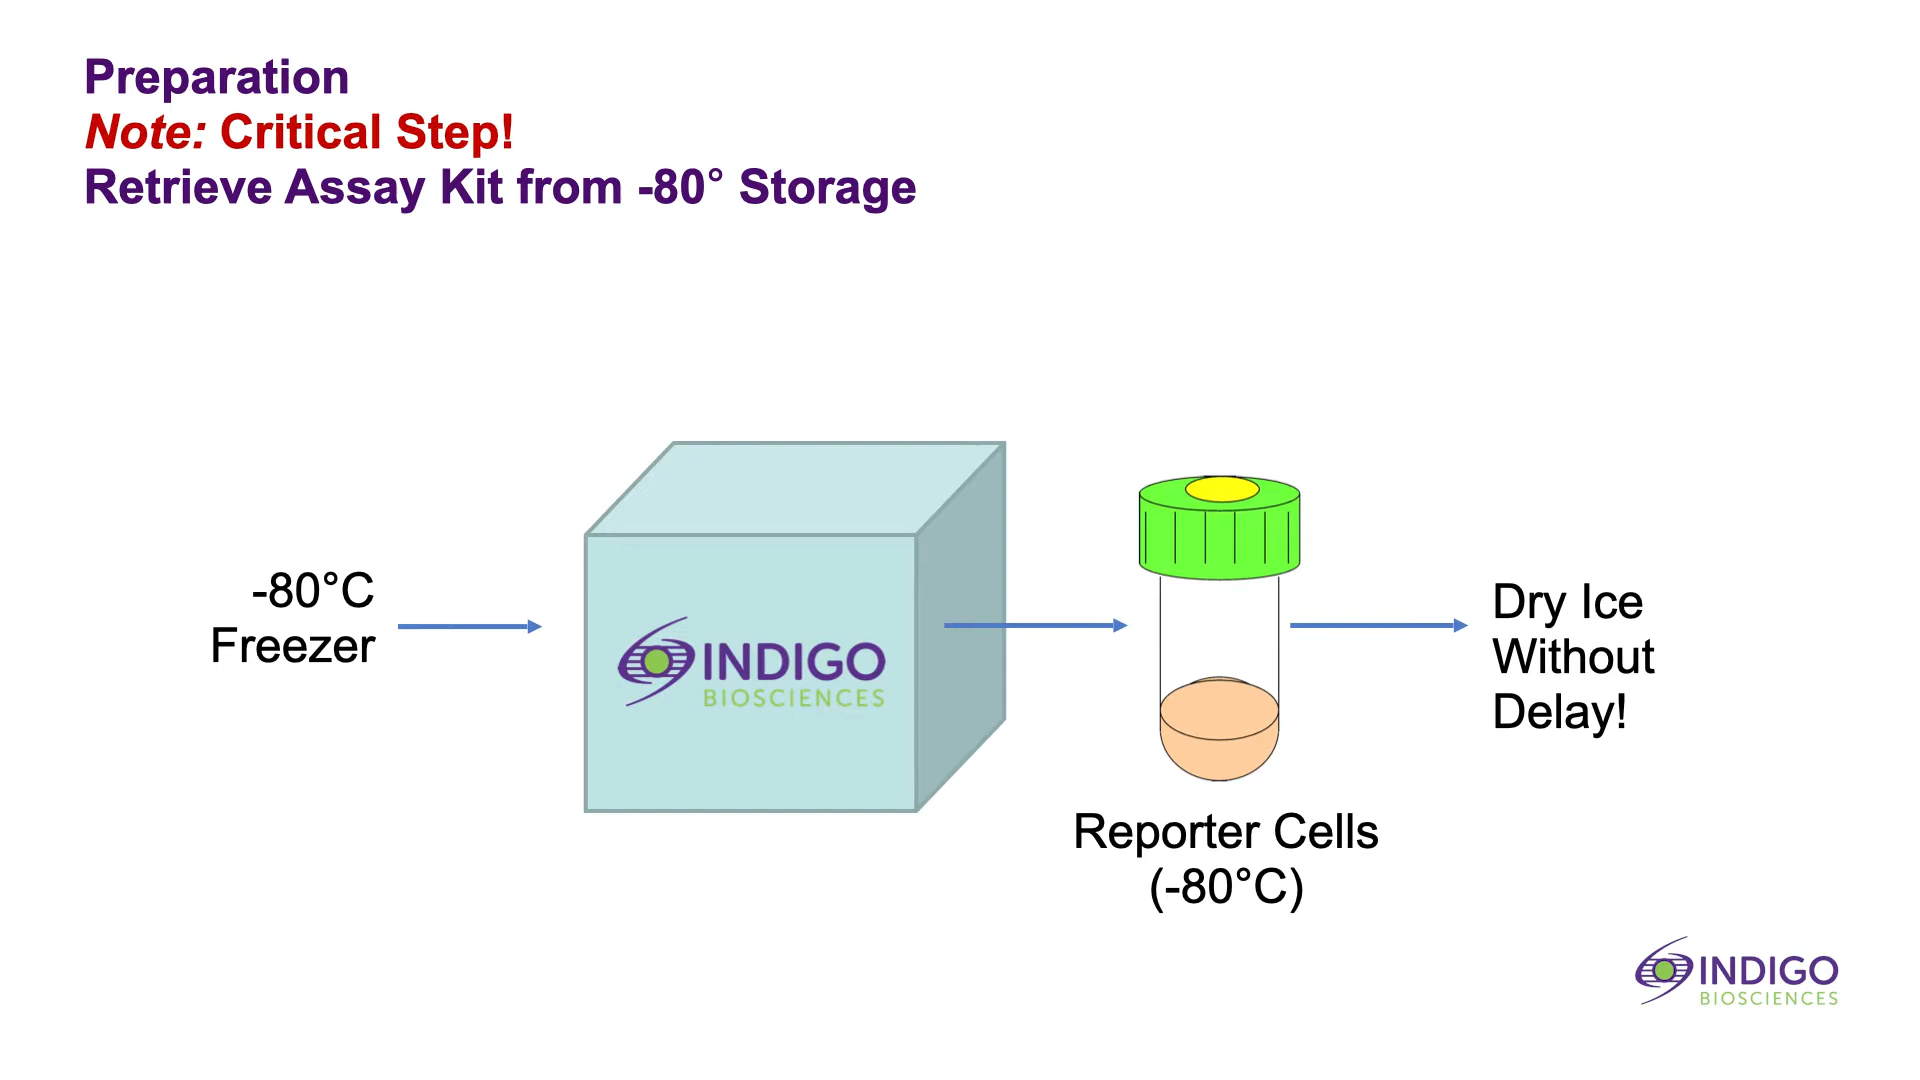 Preparation
Note: Critical Step!
Retrieve Assay Kit from -80° Storage
-80°C
Freezer
INDIGO
BIOSCIENCES
Reporter Cells
(-80°C)
Dry Ice
Without
Delay!
INDIGO
BIOSCIENCES